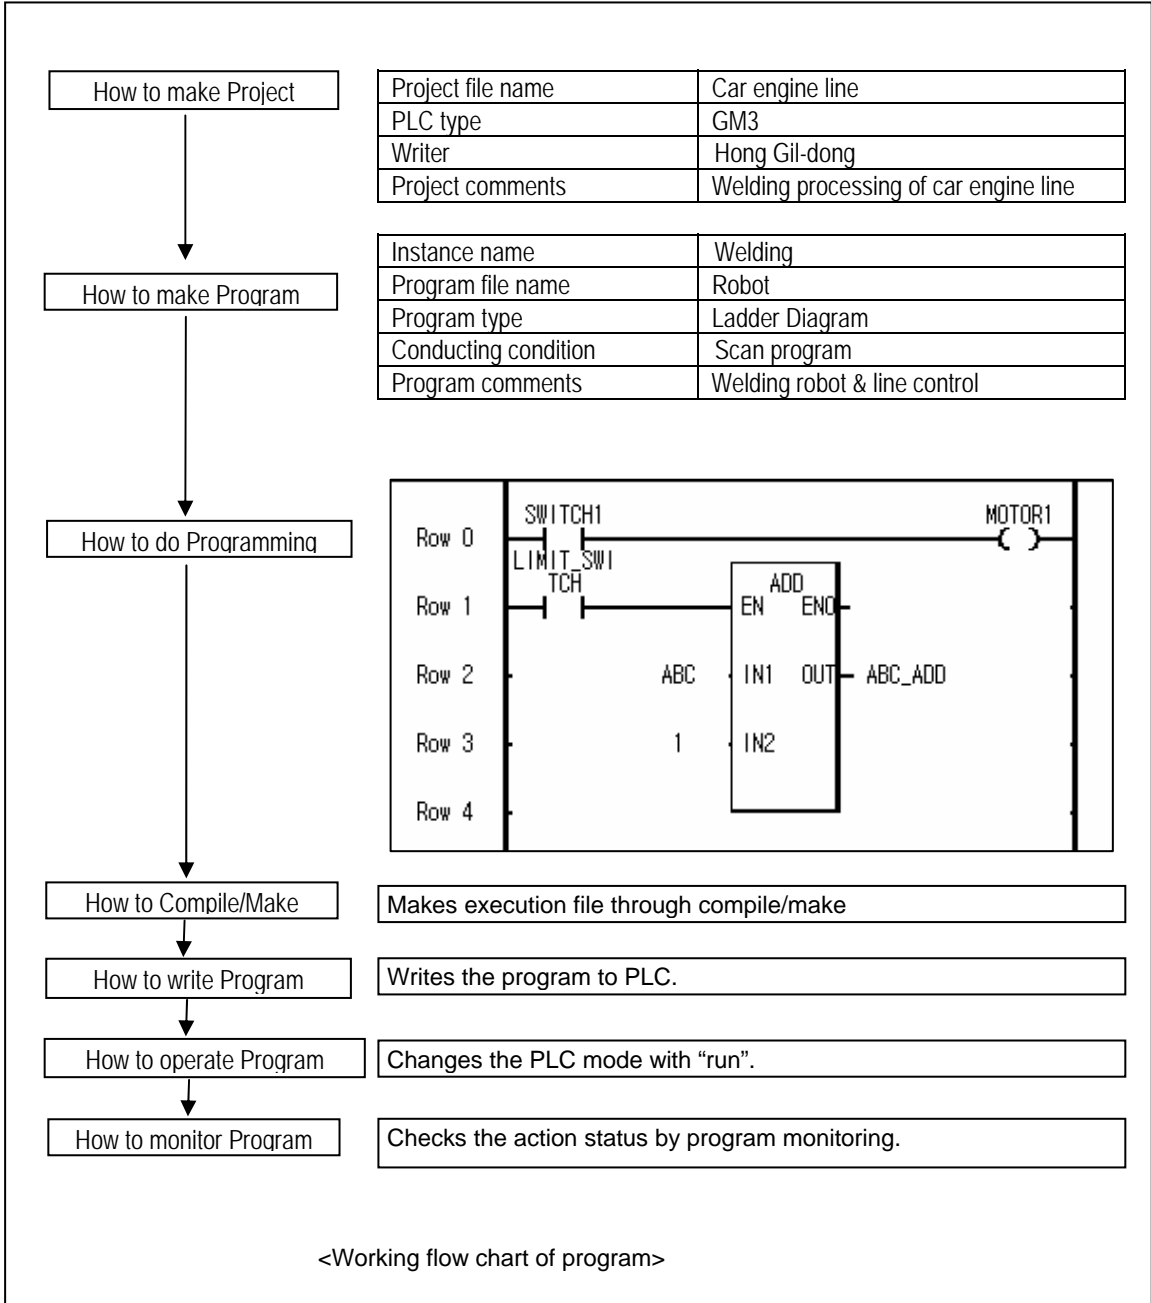 How to make Project
Project file name Car engine line
PLC type GM3
Writer Hong Gil-dong
Project comments Welding processing of car engine line
Instance name Welding
How to make Program
Program file name Robot
Program type Ladder Diagram
Conducting condition Scan program
Program comments Welding robot & line control
How to do Programming
SWITCH1 MOTOR1
Row 0
LIMIT_SWI
TCH ADD
Row 1 EN ENO
Row 2 ABC IN1 OUT ABC_ADD
Row 3 1 IN2
Row 4
How to Compile/Make Makes execution file through compile/make
How to write Program Writes the program to PLC.
How to operate Program Changes the PLC mode with “run”.
How to monitor Program Checks the action status by program monitoring.
<Working flow chart of program>